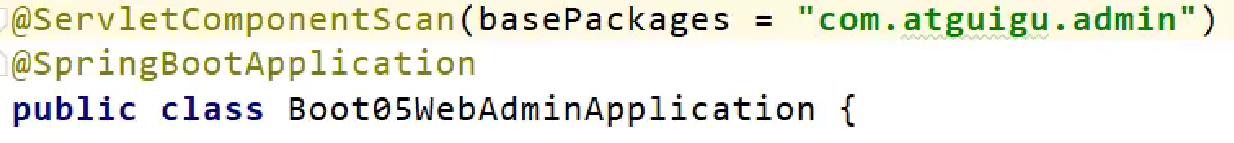 @ServletComponentScan(basePackages = "com.atguigu.admin")
@SpringBootApplication
public class Boot05WebAdminApplication {